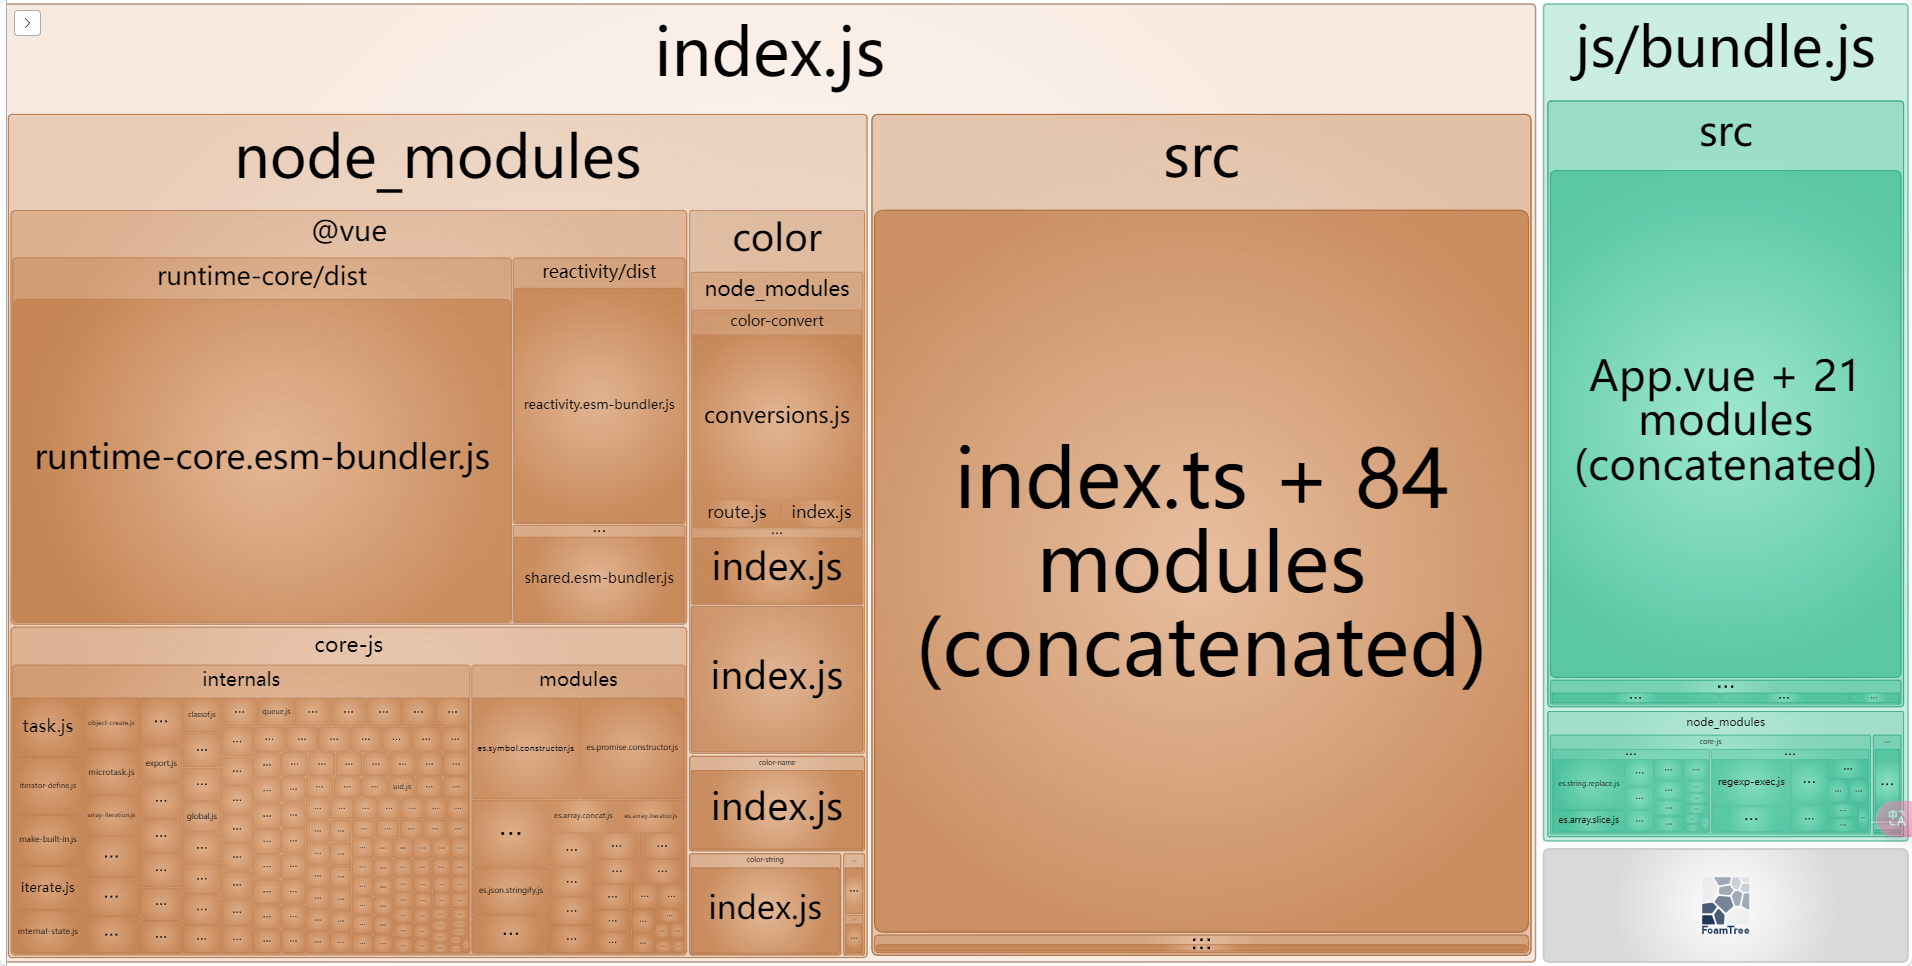 index.js
node_modules
@vue
runtime-core/dist
runtime-core.esm-bundler.js
reactivity/dist
reactivity.esm-bundler.js
...
shared.esm-bundler.js
color
node_modules
color-convert
conversions.js
route.js
index.js
...
index.js
index.js
color-name
index.js
color-string
index.js
core-js
internals
task.js
object-create.js
...
classof.js
queue.js
iterator-define.js
microtask.js
export.js
uid.js
array-iteration.js
global.js
make-built-in.js
iterate.js
internal-state.js
modules
es.symbol.constructor.js
es.promise.constructor.js
...
es.array.concat.js
es.array.iterator.js
es.json.stringify.js
...
src
index.ts + 84
modules
(concatenated)
js/bundle.js
src
App.vue + 21
modules
(concatenated)
...
node_modules
core-js
es.string.replace.js
es.array.slice.js
regexp-exec.js
...
中
A
FoamTree